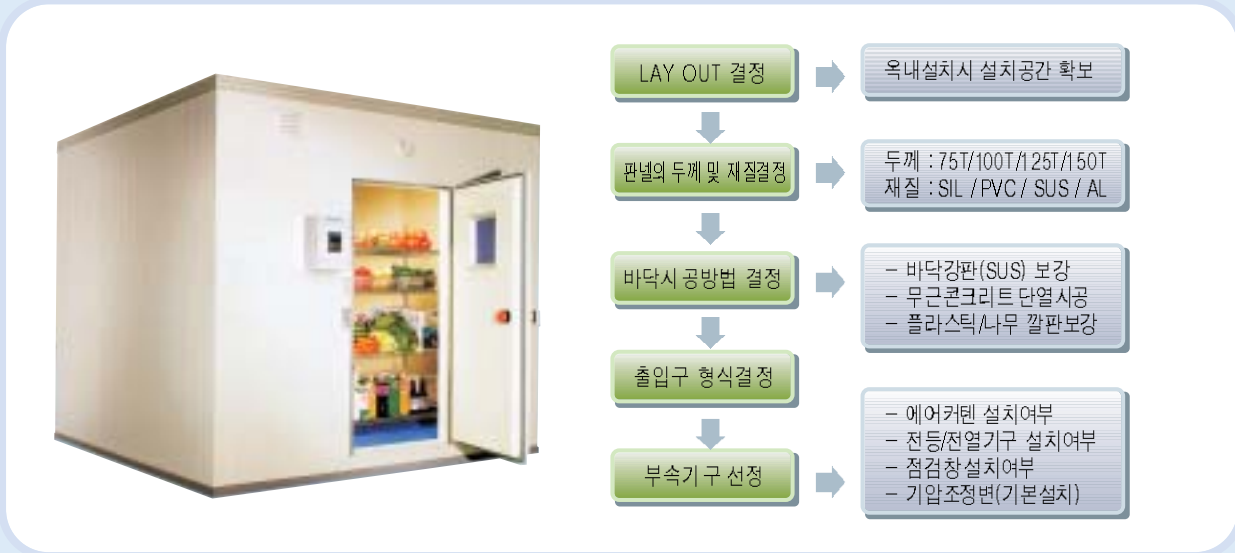 LAY OUT 결정
옥내설치시 설치공간 확보
판넬의 두께 및 재질결정
두께 : 75T/100T/125T/150T
재질 : SIL / PVC / SUS / AL
바닥시공방법 결정
- 바닥강판(SUS) 보강
- 무근콘크리트 단열시공
- 플라스틱/나무 깔판보강
출입구 형식결정
부속기구 선정
- 에어커텐 설치여부
- 전등/전열기구 설치여부
- 점검창설치여부
- 기압조정변(기본설치)